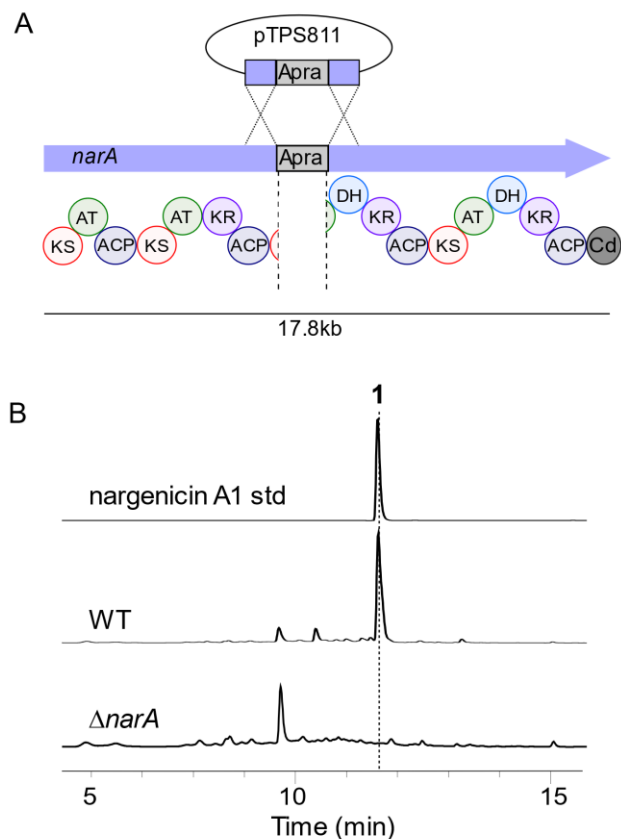 A
pTPS811
Apra
narA
Apra
AT AT KR DH KR AT DH KR
KS ACP KS ACP ACP KS ACP Cd
17.8kb
B
1
nargenicin A1 std
WT
ΔnarA
5 10 15
Time (min)